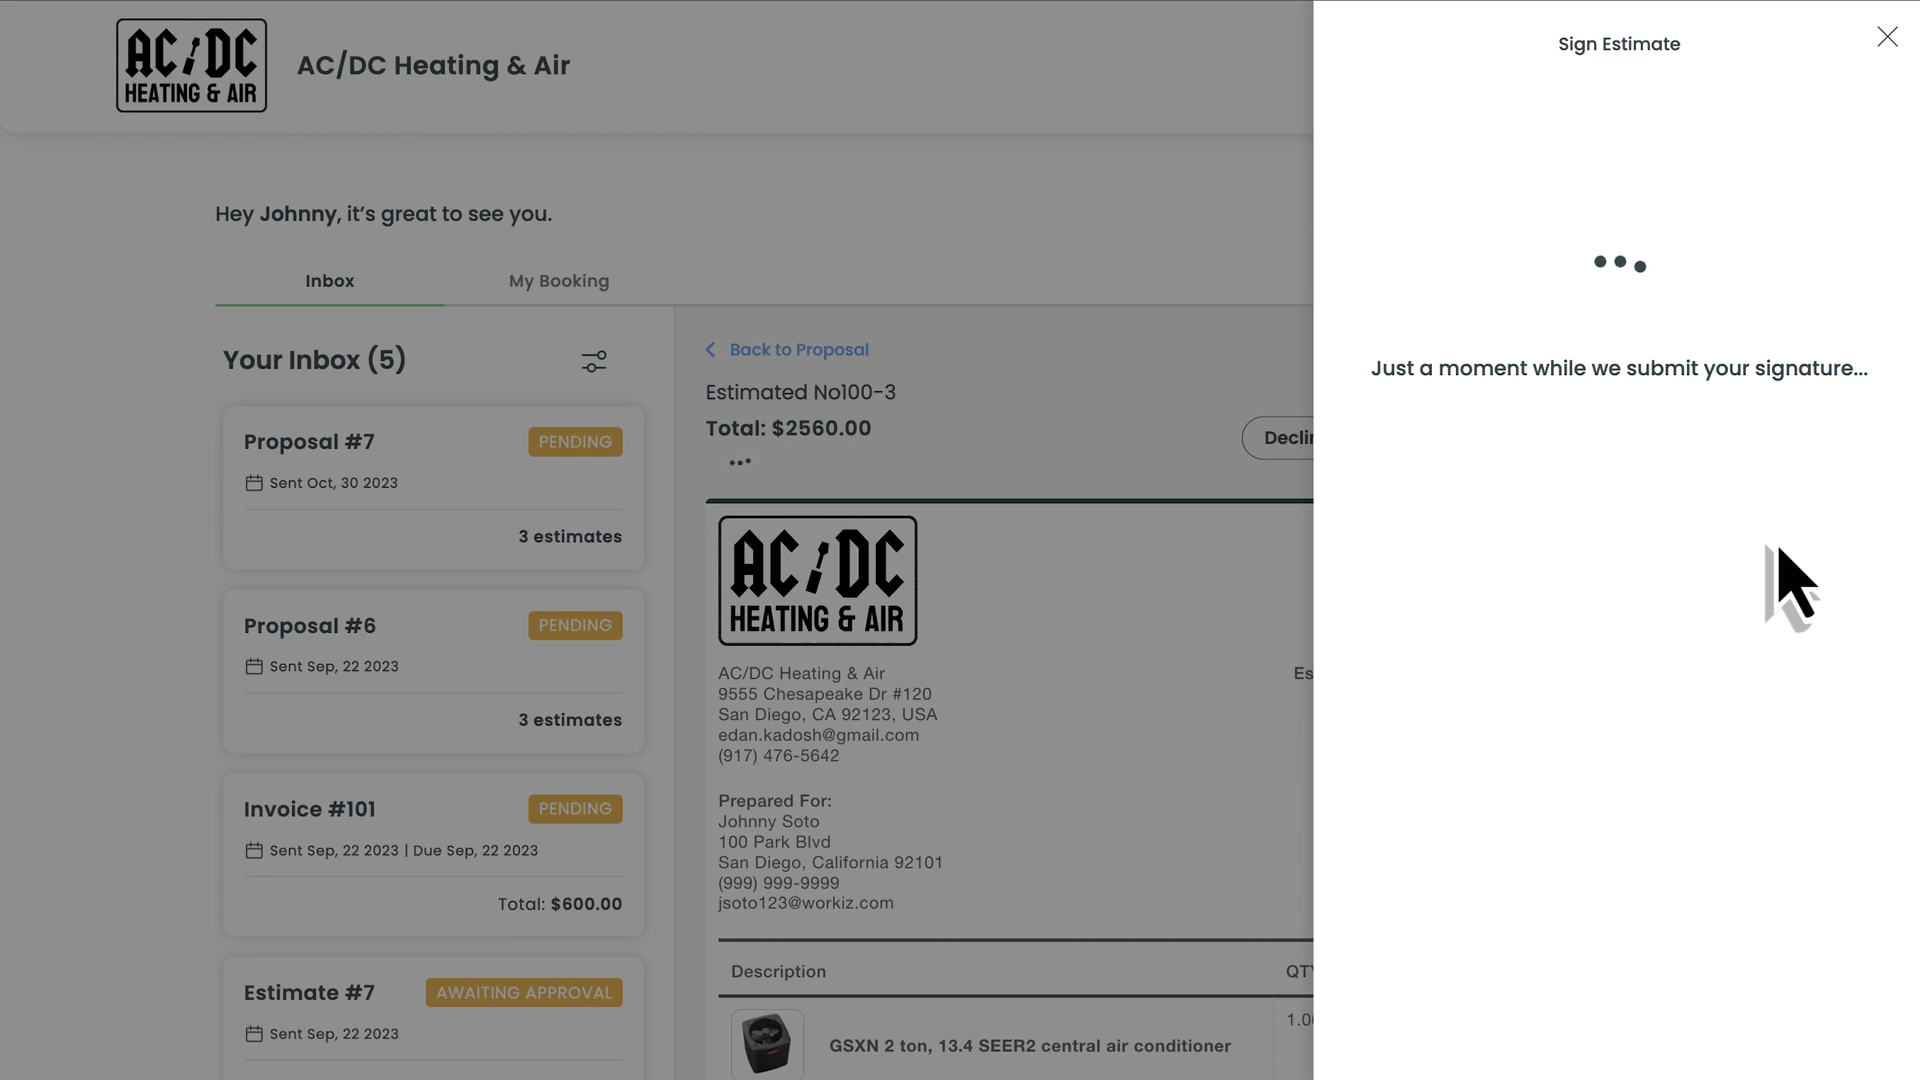 AC/DC
HEATING & AIR
AC/DC Heating & Air
Hey Johnny, it's great to see you.
Inbox
My Booking
Your Inbox (5)
Proposal #7
PENDING
Sent Oct, 30 2023
3 estimates
Proposal #6
PENDING
Sent Sep, 22 2023
3 estimates
Invoice #101
PENDING
Sent Sep, 22 2023 | Due Sep, 22 2023
Total: $600.00
Estimate #7
AWAITING APPROVAL
Sent Sep, 22 2023
Back to Proposal
Estimated No100-3
Total: $2560.00
Declin
AC/DC
HEATING & AIR
AC/DC Heating & Air
9555 Chesapeake Dr #120
San Diego, CA 92123, USA
edan.kadosh@gmail.com
(917) 476-5642
Es
Prepared For:
Johnny Soto
100 Park Blvd
San Diego, California 92101
(999) 999-9999
jsoto123@workiz.com
Description
QTY
GSXN 2 ton, 13.4 SEER2 central air conditioner
1.0
Sign Estimate
Just a moment while we submit your signature...